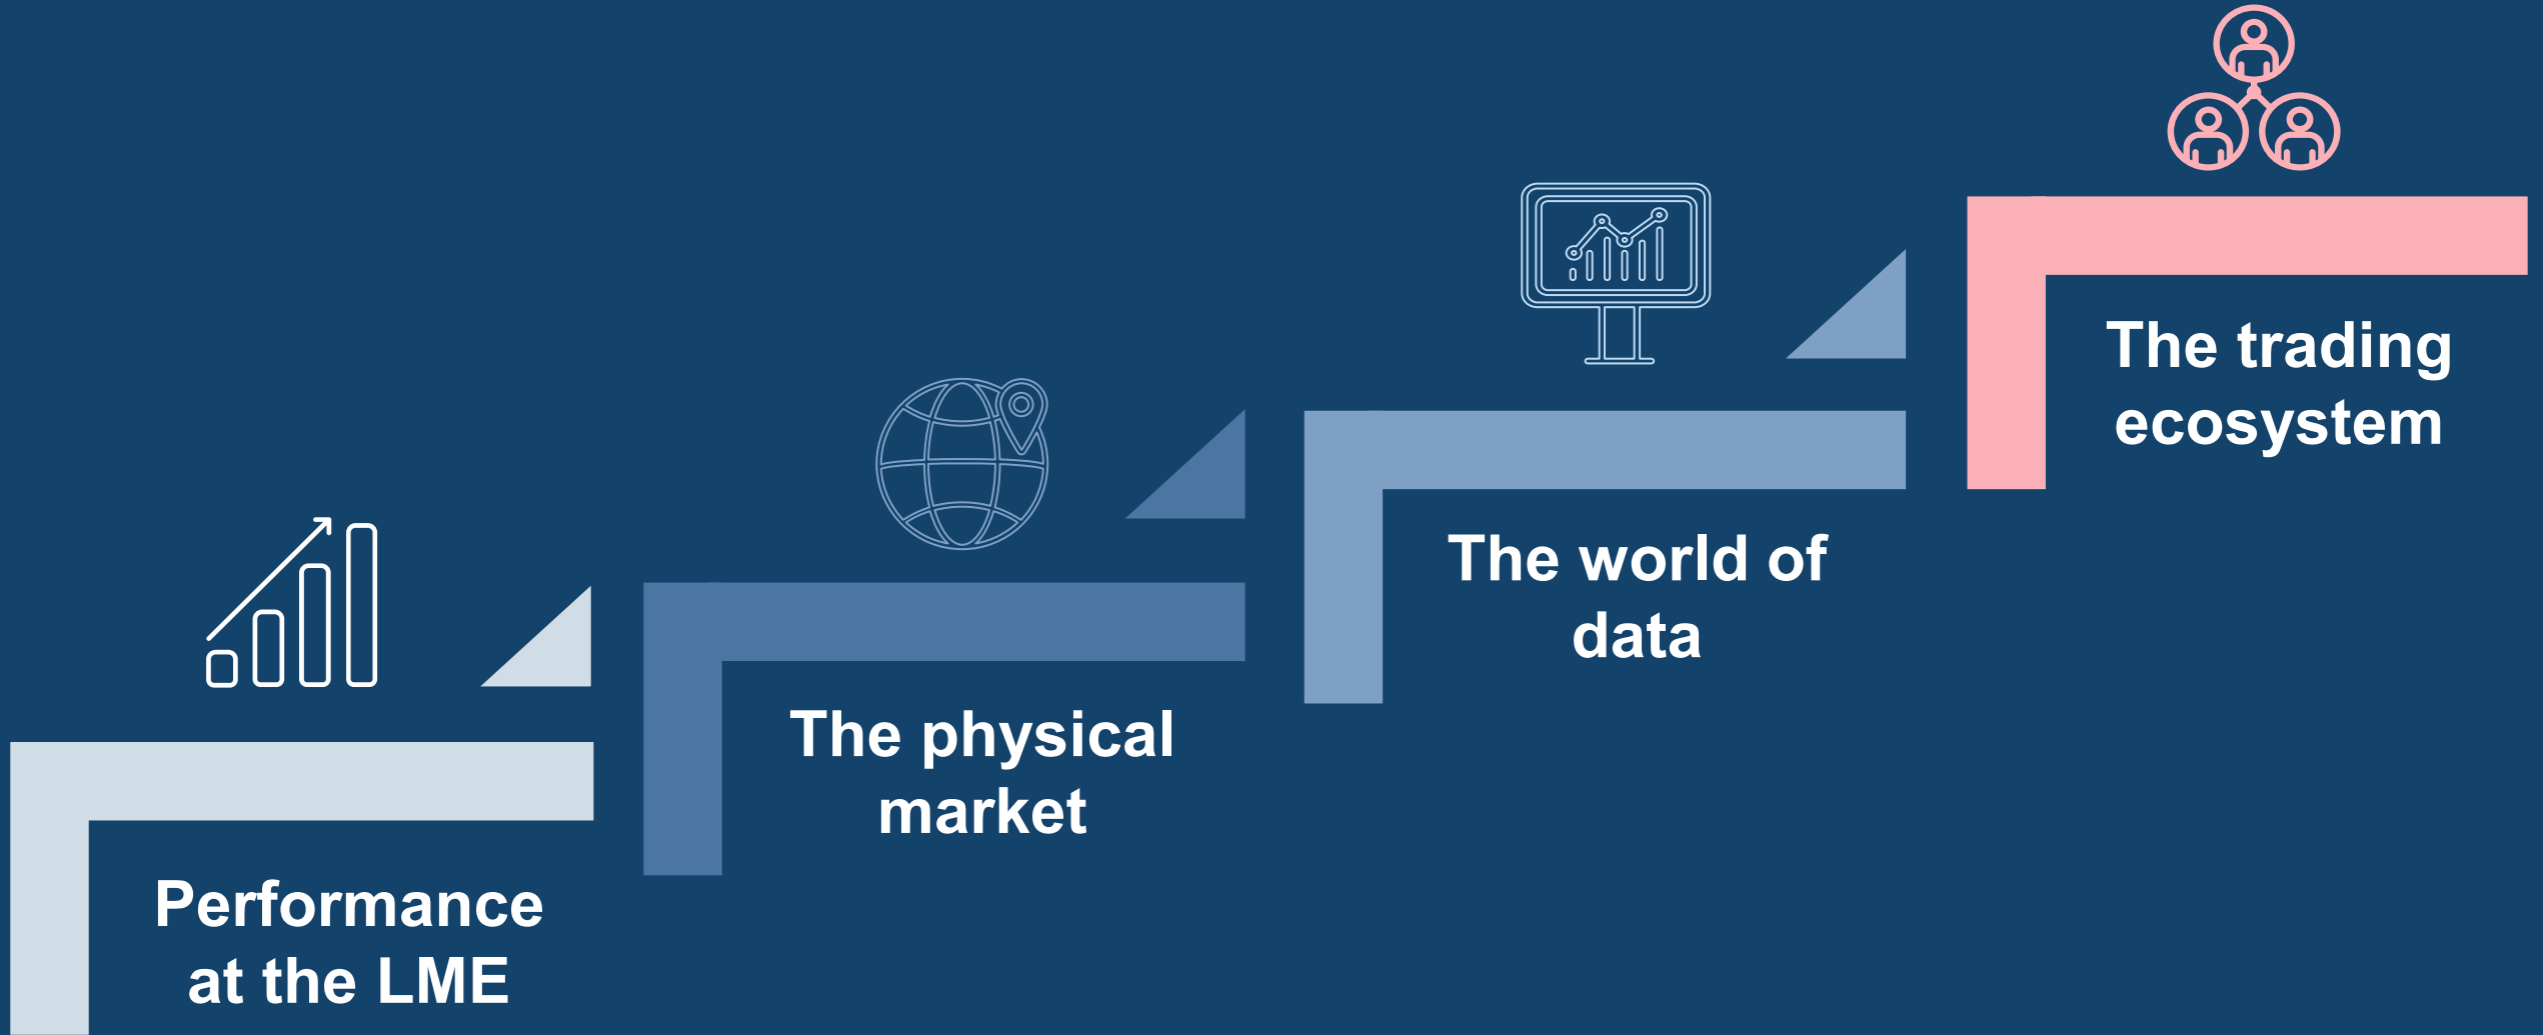 Performance
at the LME
The physical
market
The world of
data
The trading
ecosystem